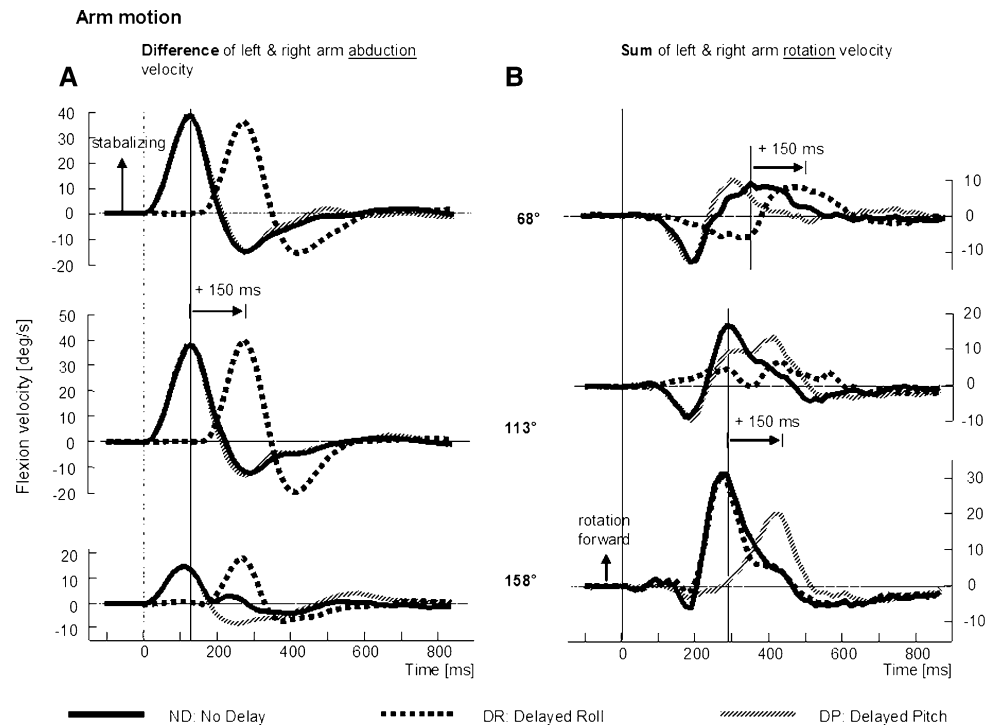 Arm motion
Difference of left & right arm abduction
velocity
Sum of left & right arm rotation velocity
A
B
40
30
20
10
0
-10
-20
stabalizing
+ 150 ms
10
0
-10
68°
+ 150 ms
50
40
30
20
10
0
-10
-20
20
10
0
-10
113°
+ 150 ms
Flexion velocity [deg/s]
20
10
0
-10
30
20
10
0
-10
rotation
forward
158°
0 200 400 600 800
Time [ms]
0 200 400 600 800
Time [ms]
ND: No Delay
DR: Delayed Roll
DP: Delayed Pitch